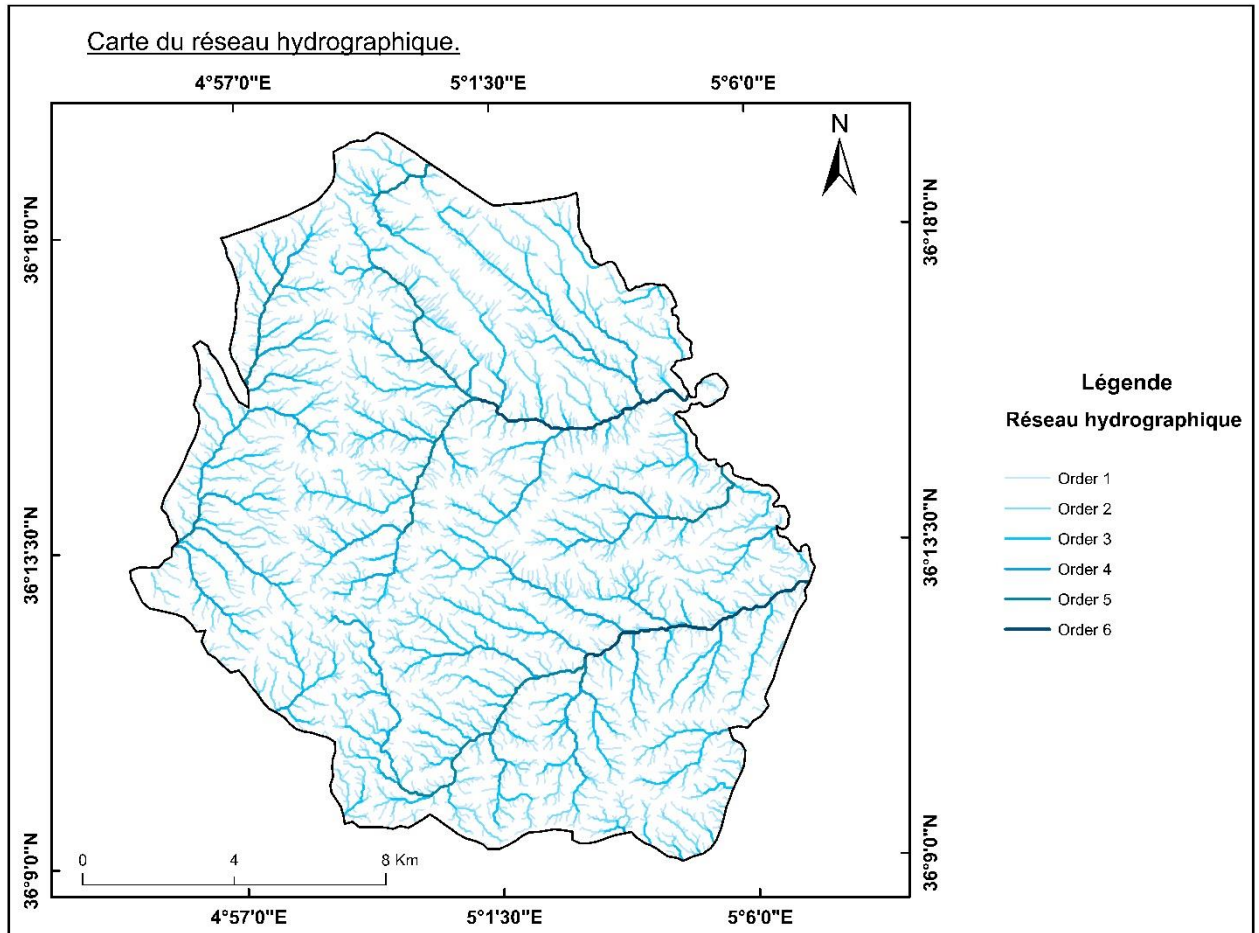 Carte du réseau hydrographique.
4°57'0"E 5°1'30"E 5°6'0"E
N
36°18'0"N
36°18'0"N
36°13'30"N
36°13'30"N
36°9'0"N
36°9'0"N
Légende
Réseau hydrographique
Order 1
Order 2
Order 3
Order 4
Order 5
Order 6
0 4 8 Km
4°57'0"E 5°1'30"E 5°6'0"E